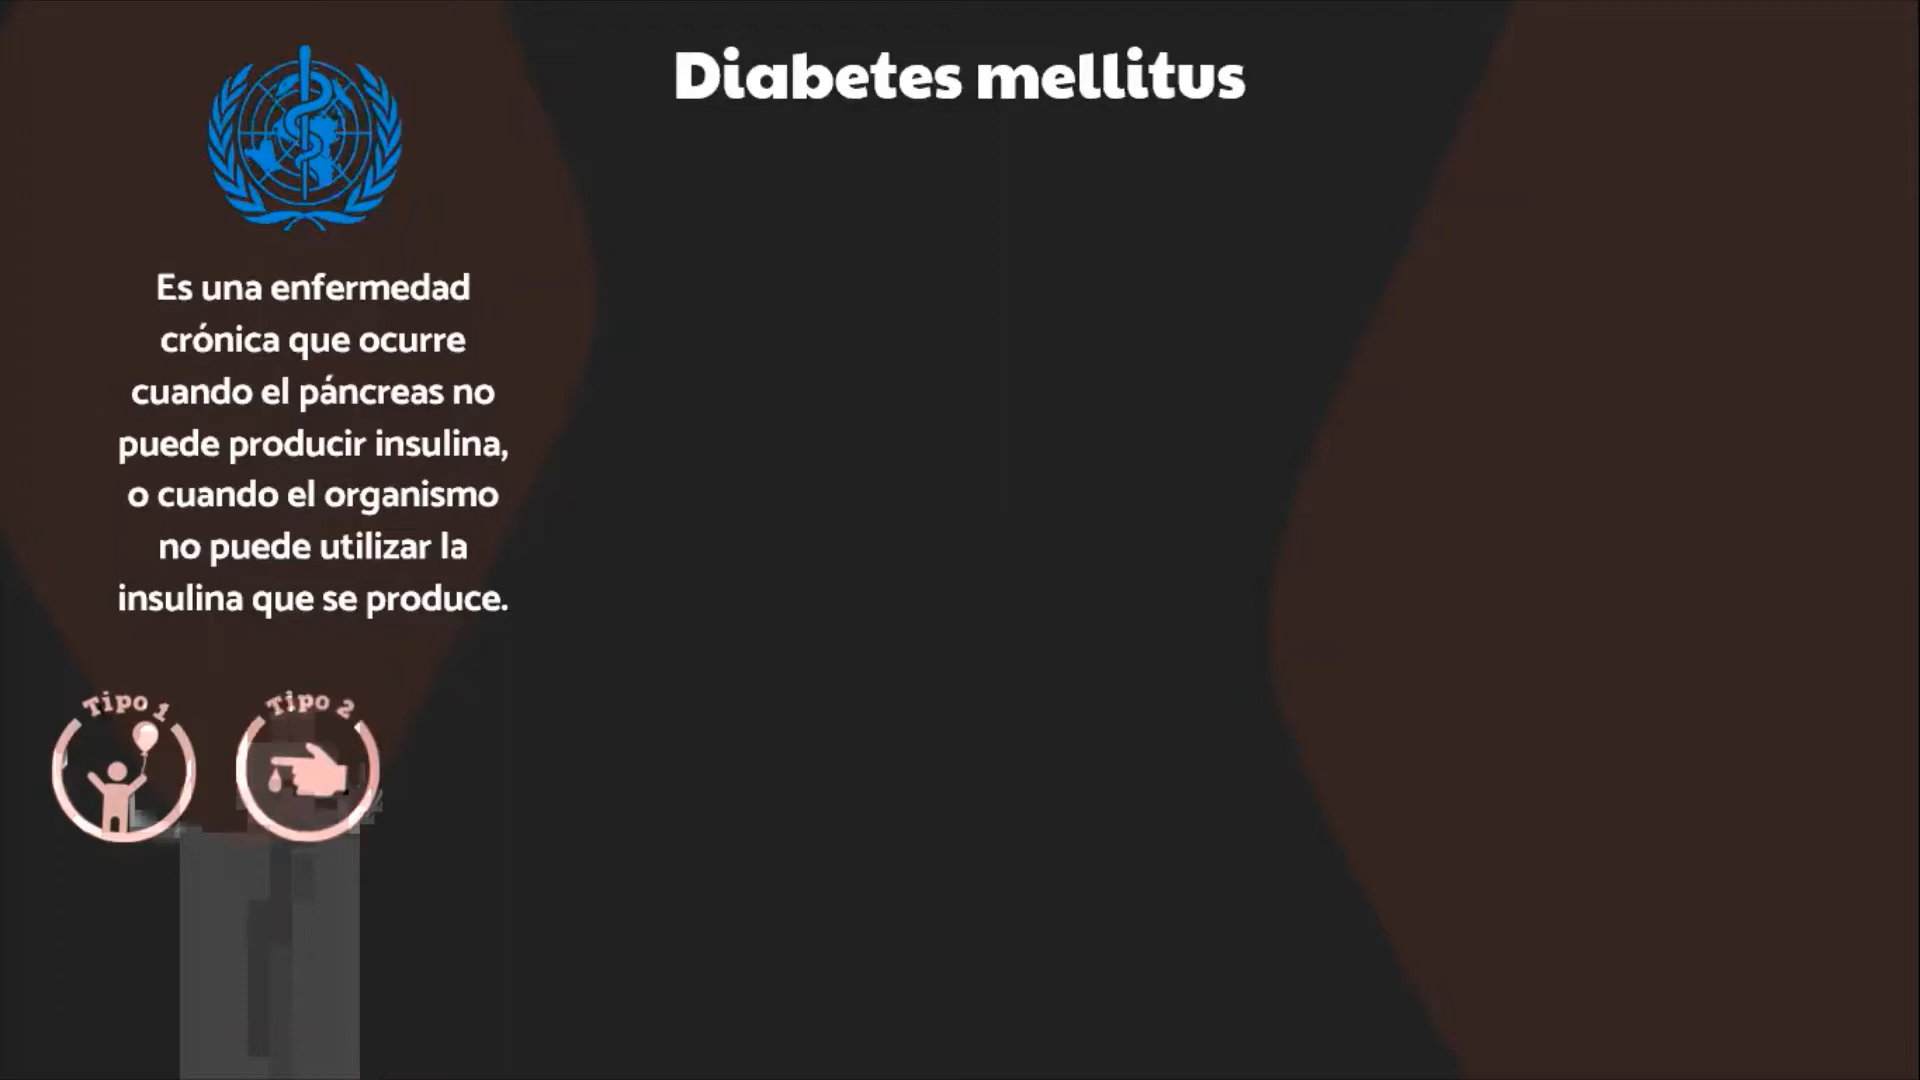 Diabetes mellitus
Es una enfermedad
crónica que ocurre
cuando el páncreas no
puede producir insulina,
o cuando el organismo
no puede utilizar la
insulina que se produce.
Tipo 1
Tipo 2